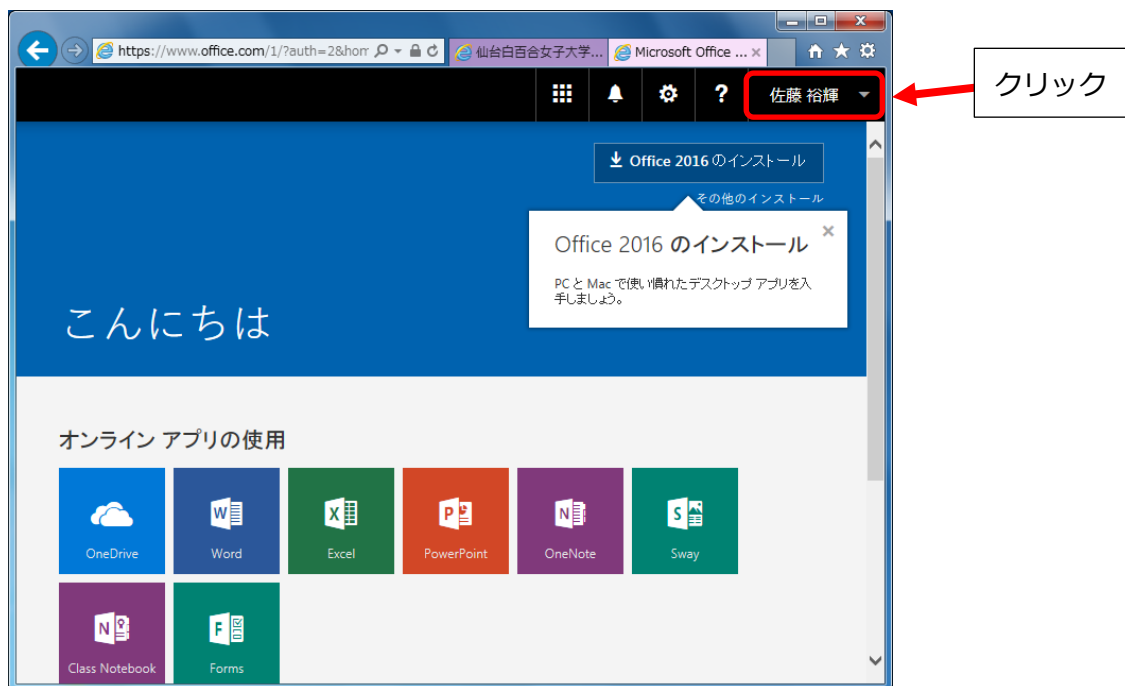 https://www.office.com/1/?auth=2&hom
仙台白百合女子大学...
Microsoft Office ...
?
佐藤 裕輝
クリック
Office 2016 のインストール
その他のインストール
Office 2016 のインストール
PC と Mac で使い慣れたデスクトップ アプリを入
手しましょう。
こんにちは
オンライン アプリの使用
OneDrive
Word
Excel
PowerPoint
OneNote
Sway
Class Notebook
Forms